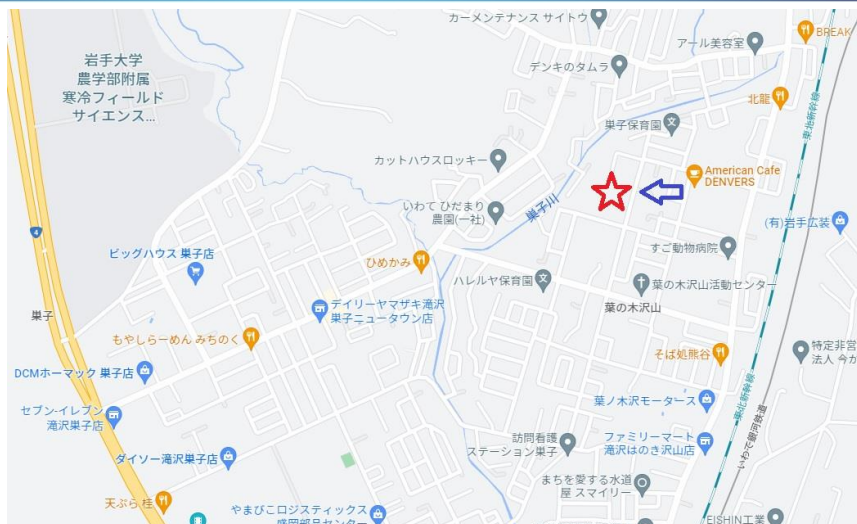 カーメンテナンス サイトウ
BREAK
アール美容室
岩手大学
農学部附属
寒冷フィールド
サイエンス...
デンキのタムラ
北龍
東北新幹線
巣子保育園
カットハウスロッキー
American Cafe
DENVERS
いわて ひだまり
農園(一社)
巣子川
(有)岩手広装
4
すご動物病院
ビッグハウス 巣子店
ひめかみ
ハレルヤ保育園
葉の木沢山活動センター
デイリーヤマザキ滝沢
巣子ニュータウン店
葉の木沢山
巣子
もやしらーめん みちのく
そば処熊谷
特定非営
法人 今か
DCMホーマック 巣子店
東北新幹線
葉ノ木沢モータース
セブン-イレブン
滝沢巣子店
いわて銀河鉄道
訪問看護
ステーション巣子
ファミリーマート
滝沢はのき沢山店
ダイソー滝沢巣子店
まちを愛する水道
屋 スマイリー
天ぷら 桂
やまびこロジスティックス
盛岡部品センター
EISHIN工業